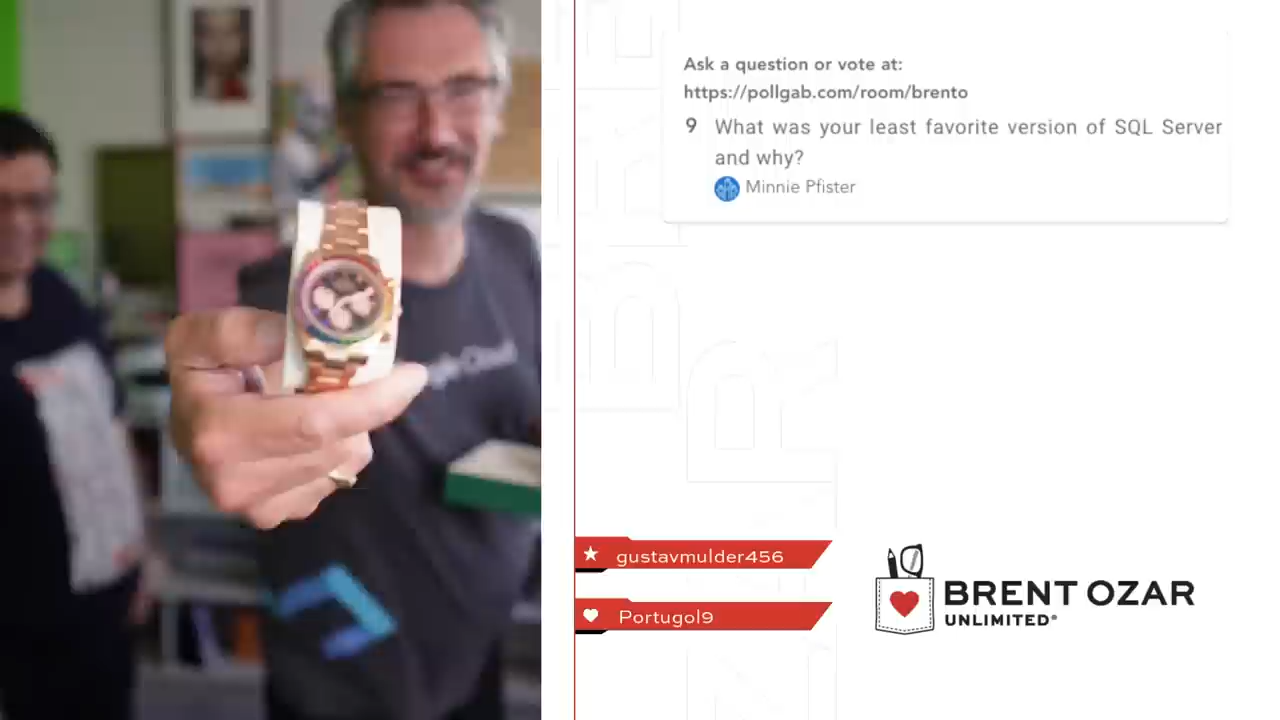 Ask a question or vote at:
https://pollgab.com/room/brento
9 What was your least favorite version of SQL Server
and why?
Minnie Pfister
gustavmulder456
Portugol9
BRENT OZAR
UNLIMITED®